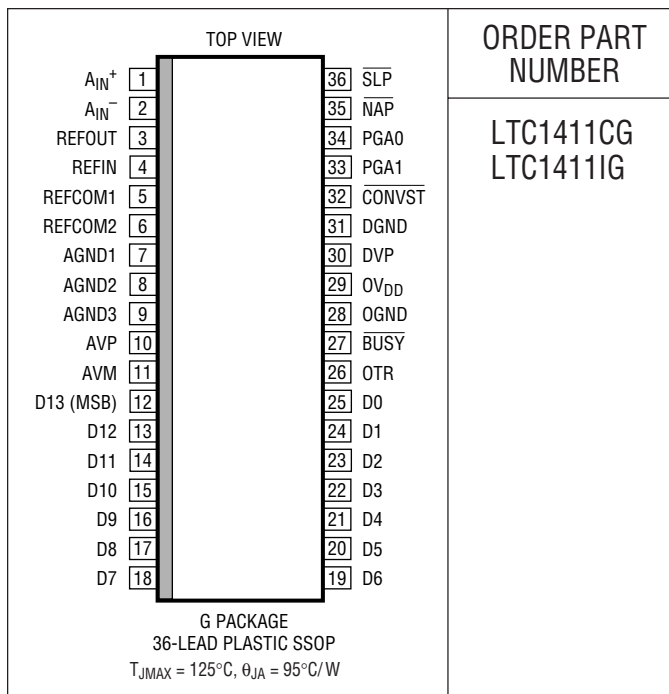 TOP VIEW
A_IN+ 1
A_IN− 2
REFOUT 3
REFIN 4
REFCOM1 5
REFCOM2 6
AGND1 7
AGND2 8
AGND3 9
AVP 10
AVM 11
D13 (MSB) 12
D12 13
D11 14
D10 15
D9 16
D8 17
D7 18
36 S̅L̅P̅
35 N̅A̅P̅
34 PGA0
33 PGA1
32 C̅O̅N̅V̅S̅T̅
31 DGND
30 DVP
29 OV_DD
28 OGND
27 B̅U̅S̅Y̅
26 OTR
25 D0
24 D1
23 D2
22 D3
21 D4
20 D5
19 D6
G PACKAGE
36-LEAD PLASTIC SSOP
T_JMAX = 125°C, θ_JA = 95°C/W
ORDER PART
NUMBER
LTC1411CG
LTC1411IG